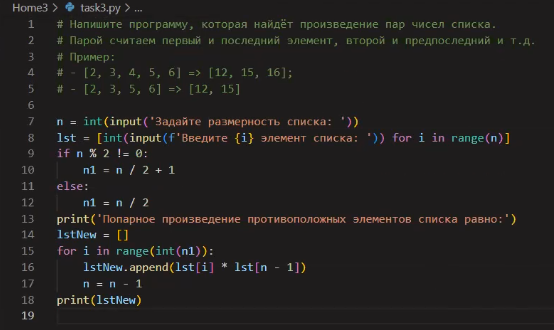 Home3 > task3.py > ...
1 # Напишите программу, которая найдёт произведение пар чисел списка.
2 # Парой считаем первый и последний элемент, второй и предпоследний и т.д.
3 # Пример:
4 # - [2, 3, 4, 5, 6] => [12, 15, 16];
5 # - [2, 3, 5, 6] => [12, 15]
6
7 n = int(input('Задайте размерность списка: '))
8 lst = [int(input(f'Введите {i} элемент списка: ')) for i in range(n)]
9 if n % 2 != 0:
10     n1 = n / 2 + 1
11 else:
12     n1 = n / 2
13 print('Попарное произведение противоположных элементов списка равно:')
14 lstNew = []
15 for i in range(int(n1)):
16     lstNew.append(lst[i] * lst[n - 1])
17     n = n - 1
18 print(lstNew)
19